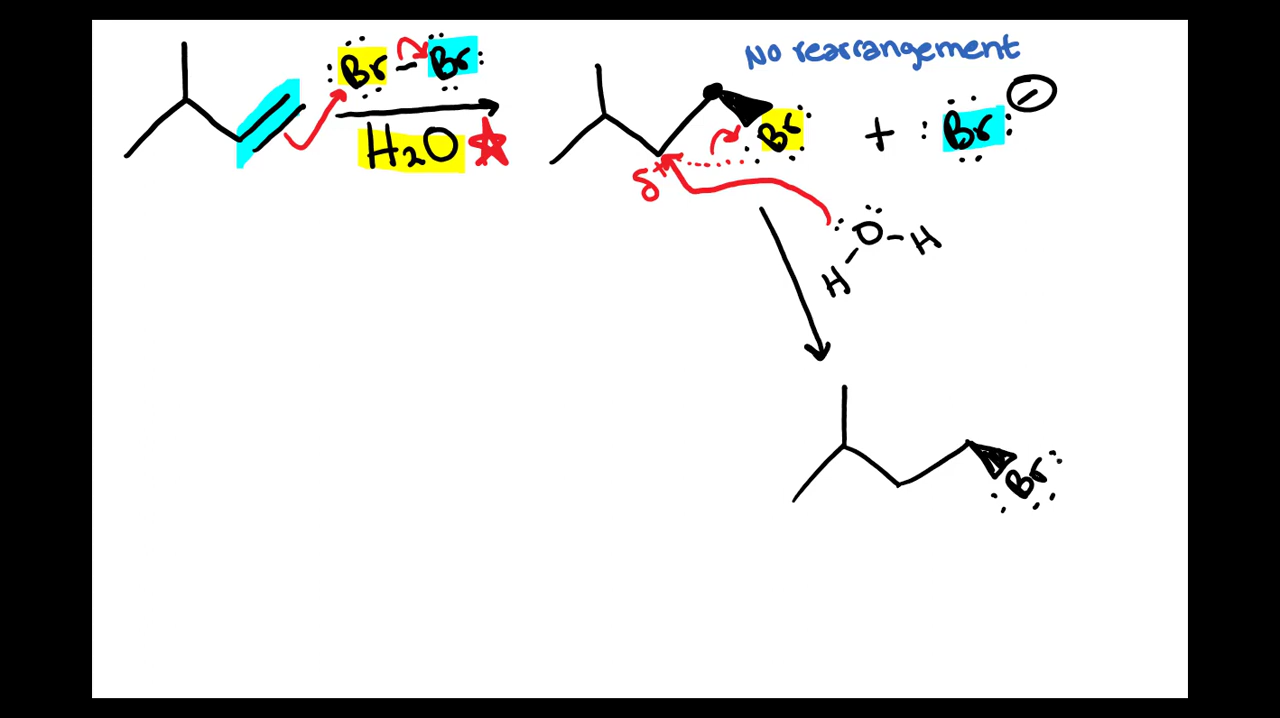 Br – Br
H₂O
No rearrangement
Br
+
Br
−
δ+
O–H
H
Br